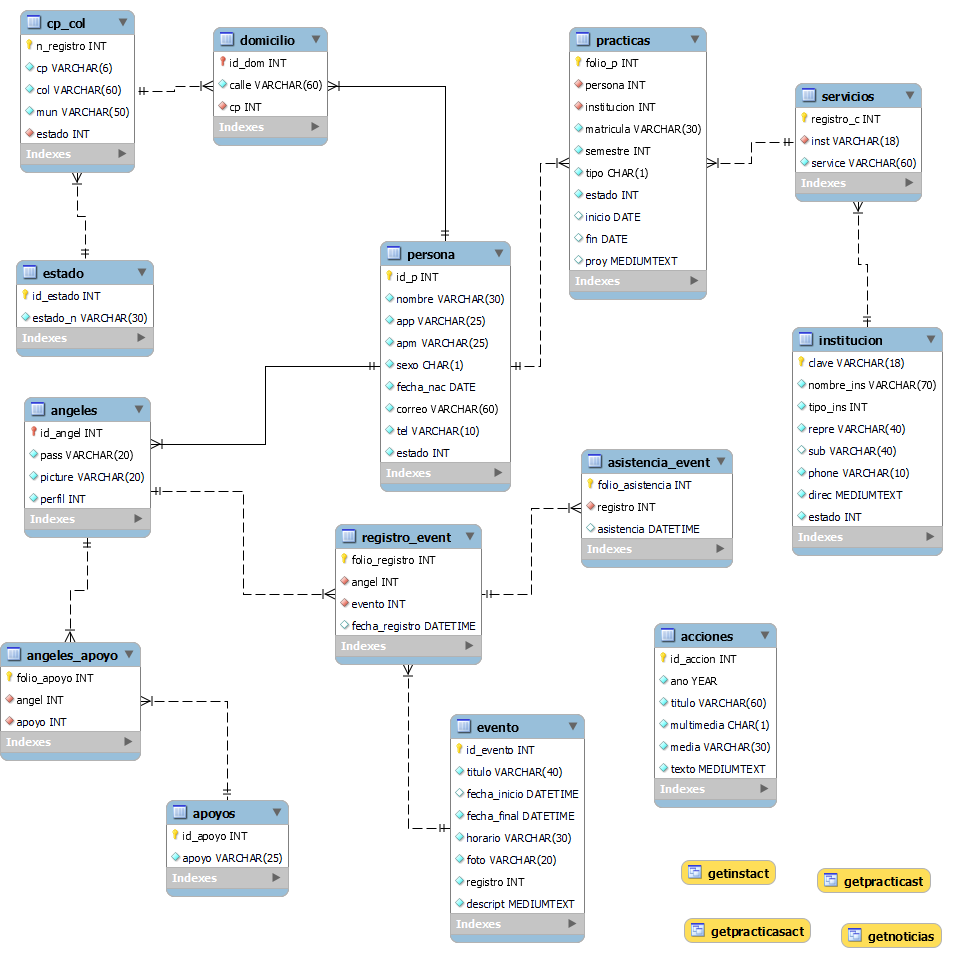 cp_col
n_registro INT
cp VARCHAR(6)
col VARCHAR(60)
mun VARCHAR(50)
estado INT
Indexes
domicilio
id_dom INT
calle VARCHAR(60)
cp INT
Indexes
practicas
folio_p INT
persona INT
institucion INT
matricula VARCHAR(30)
semestre INT
tipo CHAR(1)
estado INT
inicio DATE
fin DATE
proy MEDIUMTEXT
Indexes
servicios
registro_c INT
inst VARCHAR(18)
service VARCHAR(60)
Indexes
estado
id_estado INT
estado_n VARCHAR(30)
Indexes
persona
id_p INT
nombre VARCHAR(30)
app VARCHAR(25)
apm VARCHAR(25)
sexo CHAR(1)
fecha_nac DATE
correo VARCHAR(60)
tel VARCHAR(10)
estado INT
Indexes
institucion
clave VARCHAR(18)
nombre_ins VARCHAR(70)
tipo_ins INT
repre VARCHAR(40)
sub VARCHAR(40)
phone VARCHAR(10)
direc MEDIUMTEXT
estado INT
Indexes
angeles
id_angel INT
pass VARCHAR(20)
picture VARCHAR(20)
perfil INT
Indexes
asistencia_event
folio_asistencia INT
registro INT
asistencia DATETIME
Indexes
registro_event
folio_registro INT
angel INT
evento INT
fecha_registro DATETIME
Indexes
angeles_apoyo
folio_apoyo INT
angel INT
apoyo INT
Indexes
acciones
id_accion INT
ano YEAR
titulo VARCHAR(60)
multimedia CHAR(1)
media VARCHAR(30)
texto MEDIUMTEXT
Indexes
evento
id_evento INT
titulo VARCHAR(40)
fecha_inicio DATETIME
fecha_final DATETIME
horario VARCHAR(30)
foto VARCHAR(20)
registro INT
descript MEDIUMTEXT
Indexes
apoyos
id_apoyo INT
apoyo VARCHAR(25)
Indexes
getinstact
getpracticast
getpracticasact
getnoticias